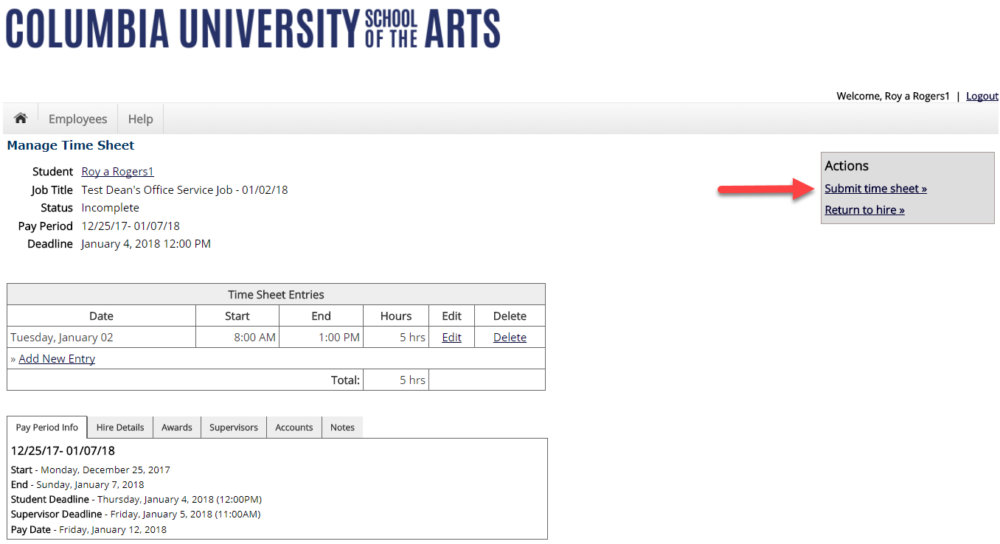 COLUMBIA UNIVERSITY SCHOOL OF THE ARTS
Welcome, Roy a Rogers1 | Logout
Employees Help
Manage Time Sheet
Student Roy a Rogers1
Job Title Test Dean's Office Service Job - 01/02/18
Status Incomplete
Pay Period 12/25/17- 01/07/18
Deadline January 4, 2018 12:00 PM
Actions
Submit time sheet »
Return to hire »
Time Sheet Entries
Date Start End Hours Edit Delete
Tuesday, January 02 8:00 AM 1:00 PM 5 hrs Edit Delete
» Add New Entry
Total: 5 hrs
Pay Period Info Hire Details Awards Supervisors Accounts Notes
12/25/17- 01/07/18
Start - Monday, December 25, 2017
End - Sunday, January 7, 2018
Student Deadline - Thursday, January 4, 2018 (12:00PM)
Supervisor Deadline - Friday, January 5, 2018 (11:00AM)
Pay Date - Friday, January 12, 2018